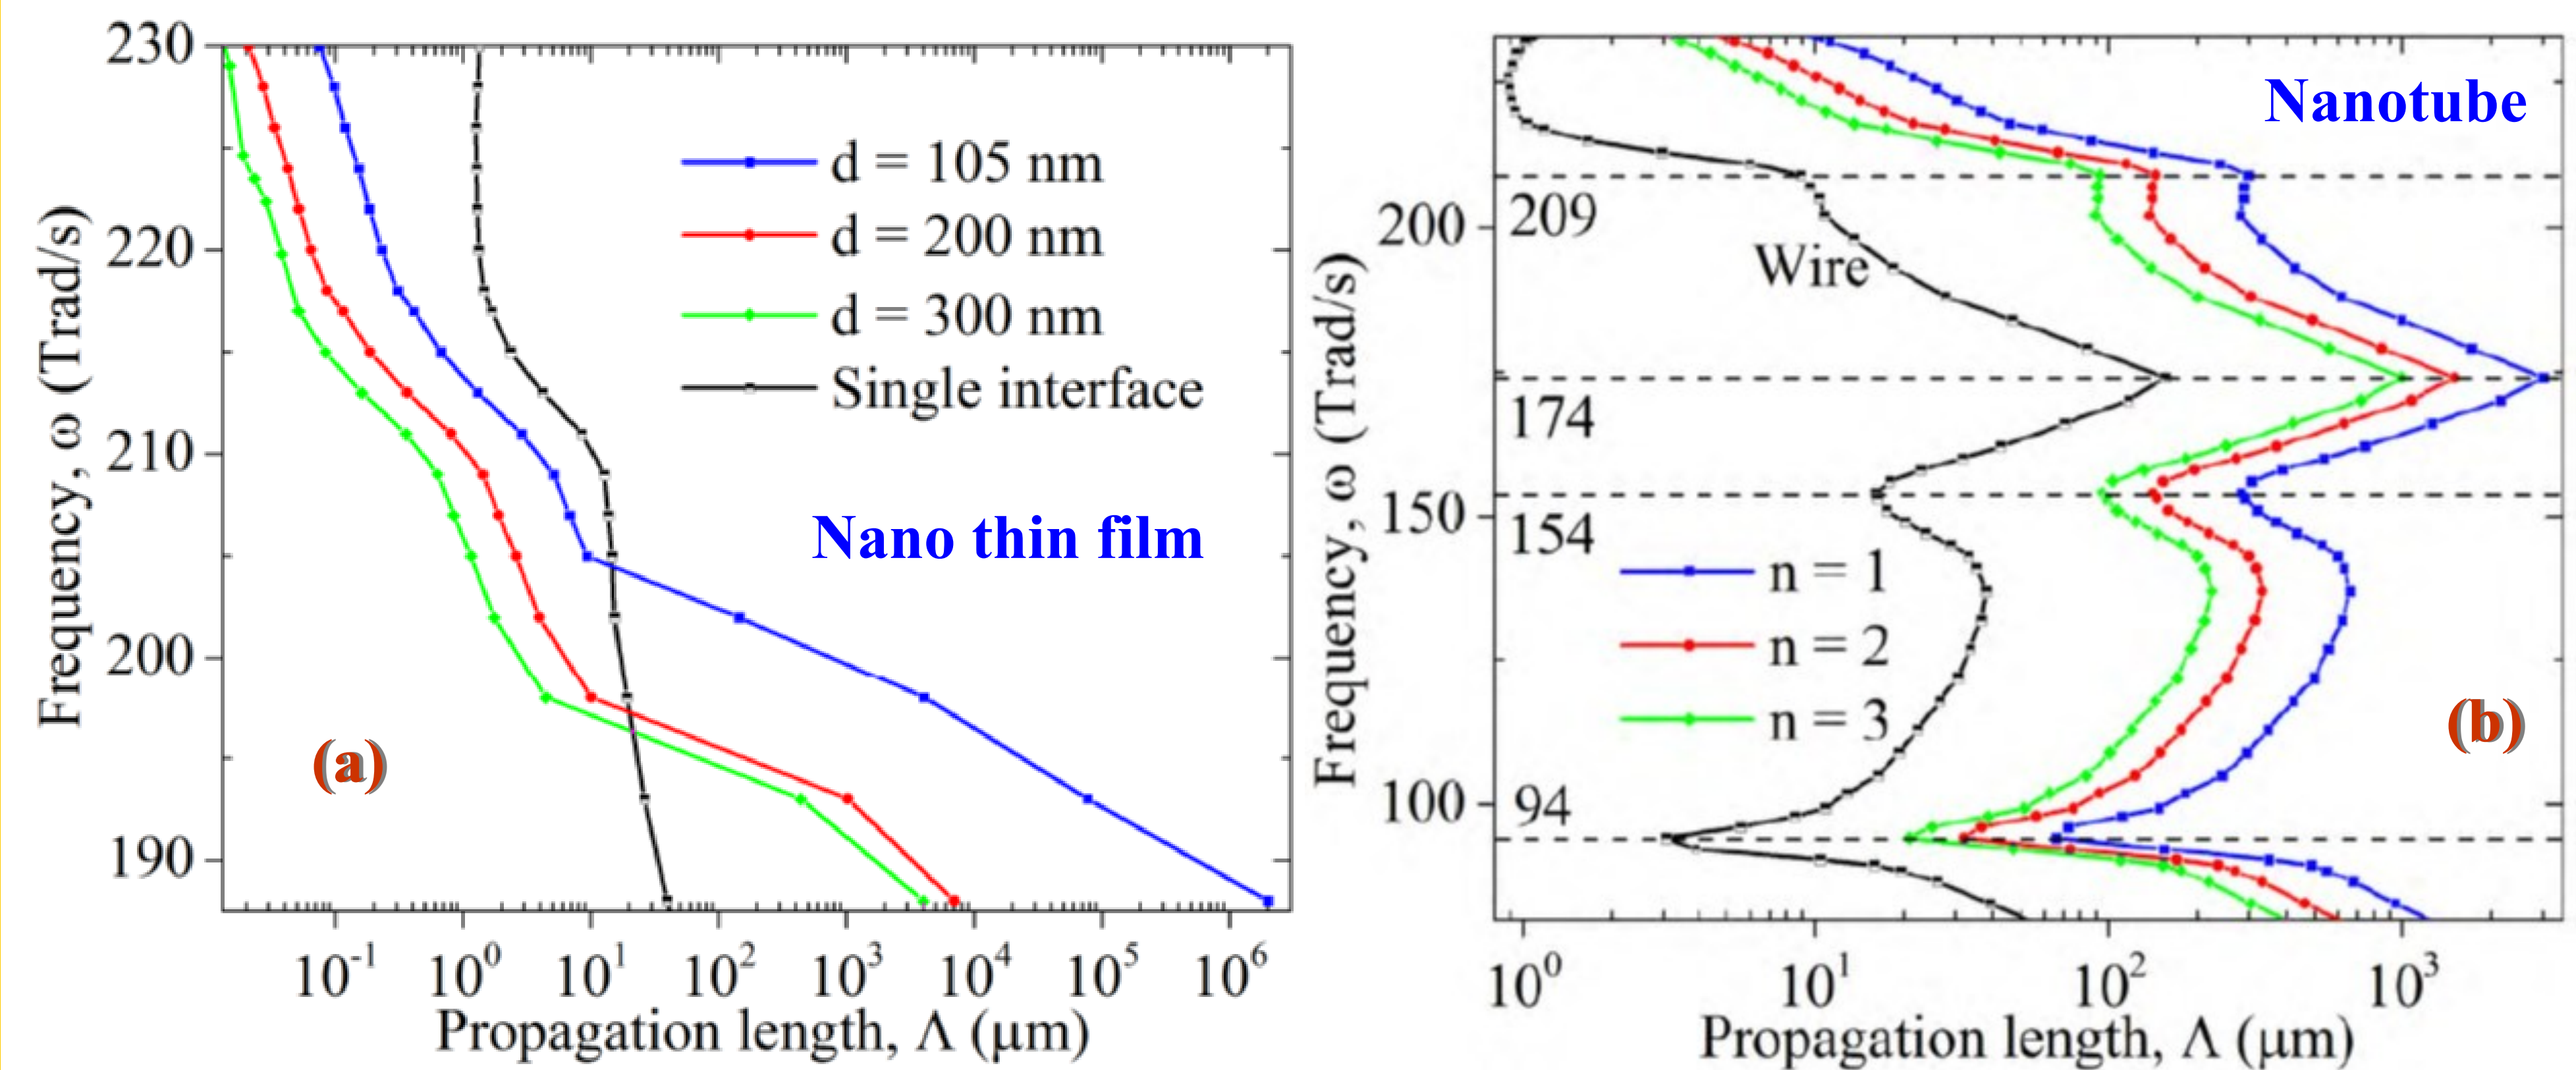 230
220
210
200
190
Frequency, ω (Trad/s)
d = 105 nm
d = 200 nm
d = 300 nm
Single interface
Nano thin film
(a)
10⁻¹ 10⁰ 10¹ 10² 10³ 10⁴ 10⁵ 10⁶
Propagation length, Λ (μm)
Nanotube
200
150
100
Frequency, ω (Trad/s)
209
Wire
174
154
n = 1
n = 2
n = 3
94
(b)
10⁰ 10¹ 10² 10³
Propagation length, Λ (μm)